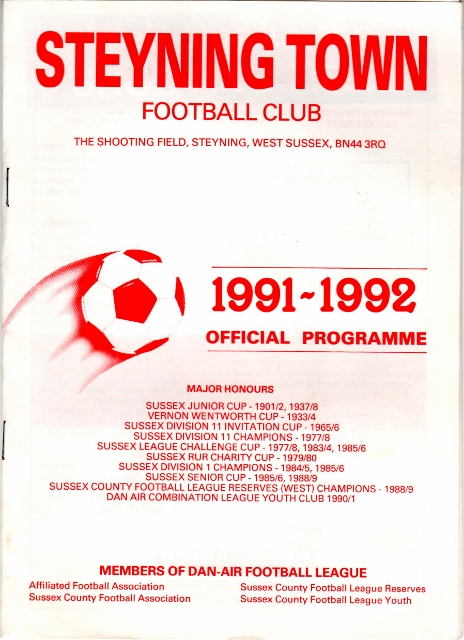 STEYNING TOWN
FOOTBALL CLUB
THE SHOOTING FIELD, STEYNING, WEST SUSSEX, BN44 3RQ
1991~1992
OFFICIAL PROGRAMME
MAJOR HONOURS
SUSSEX JUNIOR CUP - 1901/2, 1937/8
VERNON WENTWORTH CUP - 1933/4
SUSSEX DIVISION 11 INVITATION CUP - 1965/6
SUSSEX DIVISION 11 CHAMPIONS - 1977/8
SUSSEX LEAGUE CHALLENGE CUP - 1977/8, 1983/4, 1985/6
SUSSEX RUR CHARITY CUP - 1979/80
SUSSEX DIVISION 1 CHAMPIONS - 1984/5, 1985/6
SUSSEX SENIOR CUP - 1985/6, 1988/9
SUSSEX COUNTY FOOTBALL LEAGUE RESERVES (WEST) CHAMPIONS - 1988/9
DAN AIR COMBINATION LEAGUE YOUTH CLUB 1990/1
MEMBERS OF DAN-AIR FOOTBALL LEAGUE
Affiliated Football Association
Sussex County Football Association
Sussex County Football League Reserves
Sussex County Football League Youth